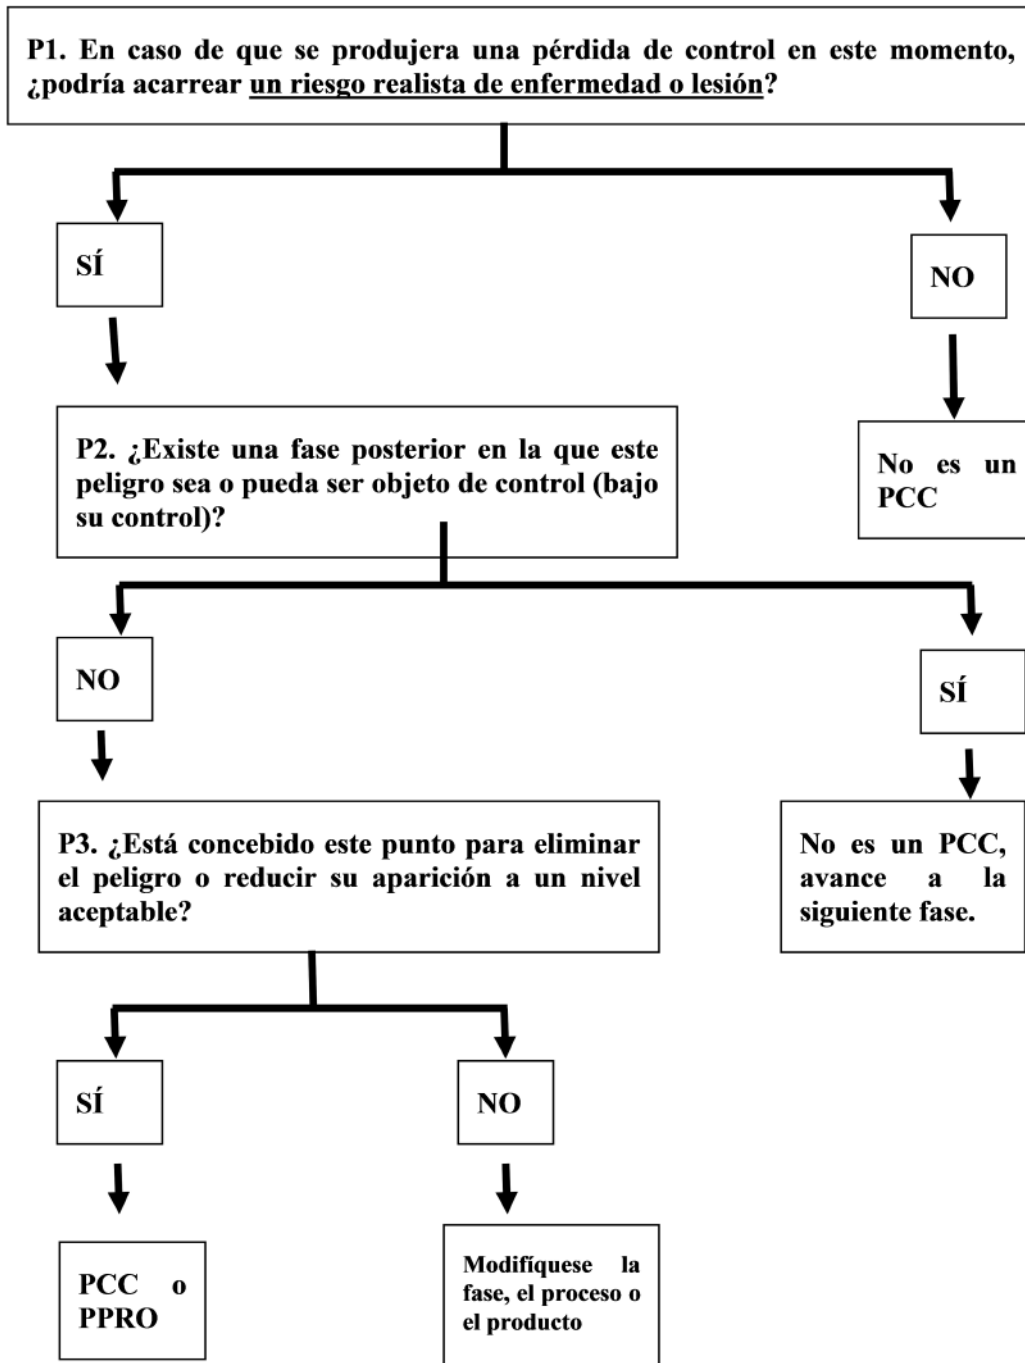 P1. En caso de que se produjera una pérdida de control en este momento,
¿podría acarrear un riesgo realista de enfermedad o lesión?
SÍ
NO
P2. ¿Existe una fase posterior en la que este
peligro sea o pueda ser objeto de control (bajo
su control)?
No es un
PCC
NO
SÍ
P3. ¿Está concebido este punto para eliminar
el peligro o reducir su aparición a un nivel
aceptable?
No es un PCC,
avance a la
siguiente fase.
SÍ
NO
PCC o
PPRO
Modifíquese la
fase, el proceso o
el producto